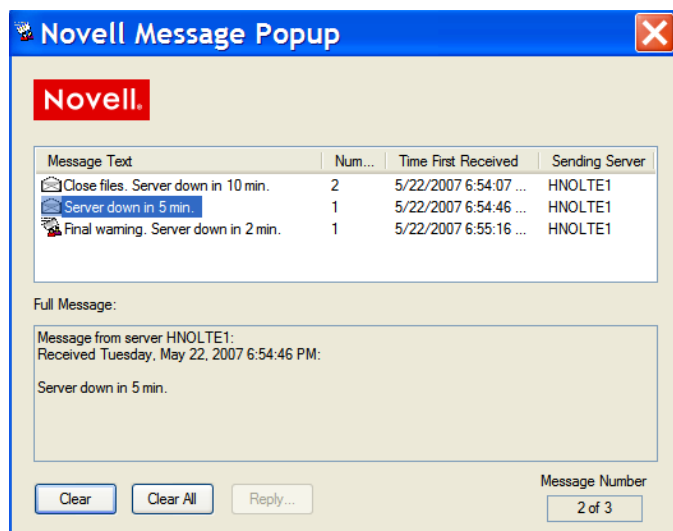 Novell Message Popup
Novell.
Message Text Num... Time First Received Sending Server
Close files. Server down in 10 min. 2 5/22/2007 6:54:07 ... HNOLTE1
Server down in 5 min. 1 5/22/2007 6:54:46 ... HNOLTE1
Final warning. Server down in 2 min. 1 5/22/2007 6:55:16 ... HNOLTE1
Full Message:
Message from server HNOLTE1:
Received Tuesday, May 22, 2007 6:54:46 PM:
Server down in 5 min.
Message Number
Clear Clear All Reply... 2 of 3